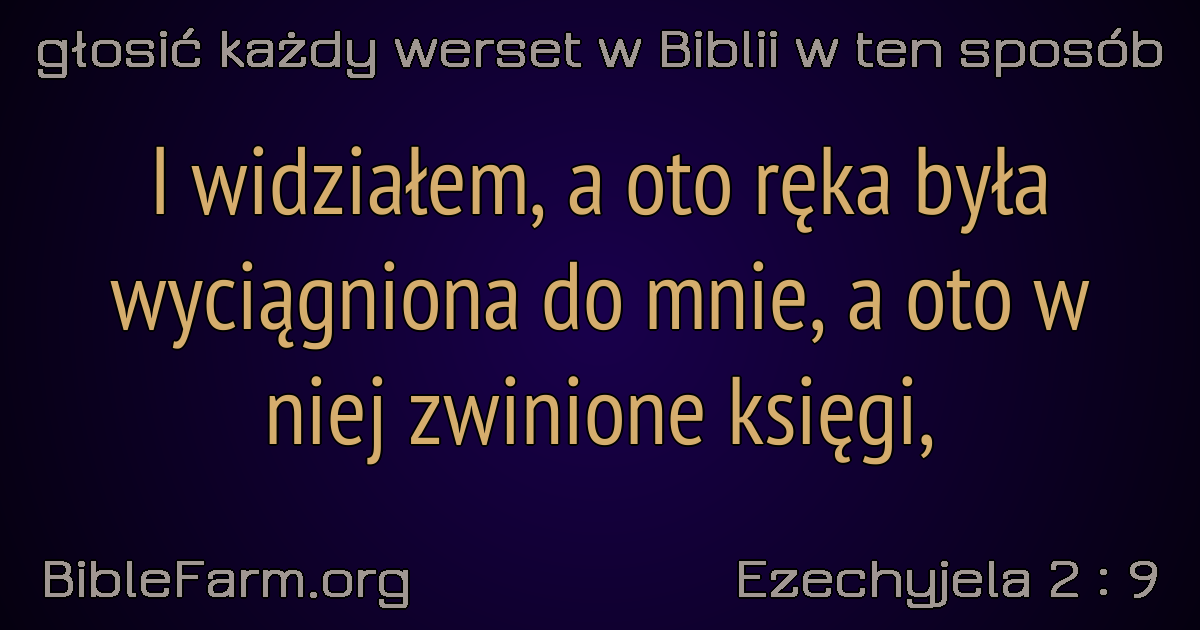 głosić każdy werset w Biblii w ten sposób
I widziałem, a oto ręka była
wyciągniona do mnie, a oto w
niej zwinione księgi,
BibleFarm.org
Ezechyjela 2 : 9